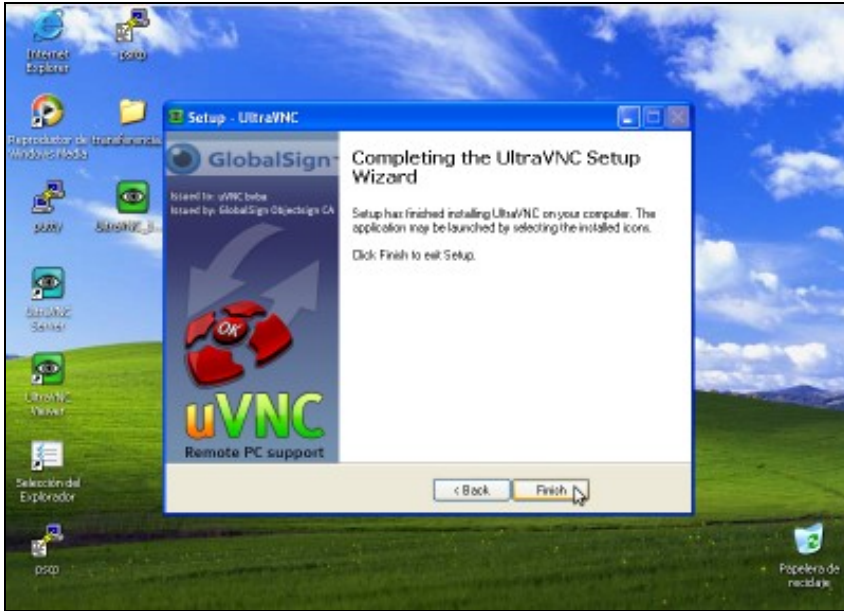 Internet
Explorer
psftp
Reproductor de
Windows Media
transferencia
putty
UltraVNC
Server
UltraVNC
Viewer
Selección del
Explorador
pscp
Setup - UltraVNC
GlobalSign
Issued to: uVNC bvba
Issued by: GlobalSign Objectsign CA
OK
uVNC
Remote PC support
Completing the UltraVNC Setup
Wizard
Setup has finished installing UltraVNC on your computer. The
application may be launched by selecting the installed icons.
Click Finish to exit Setup.
< Back
Finish
Papelera de
reciclaje